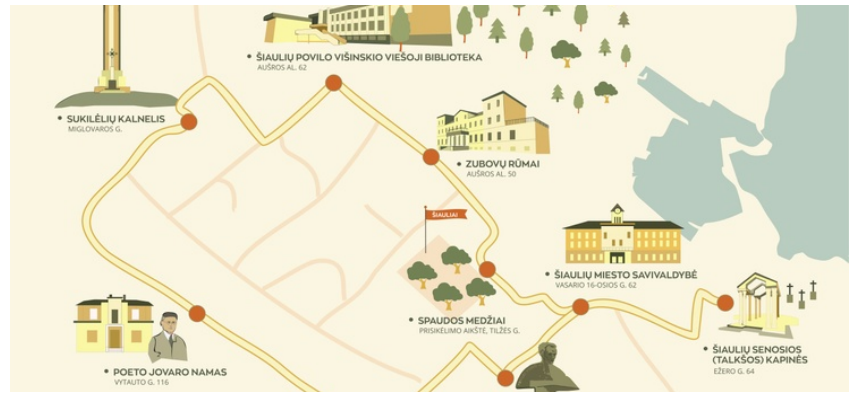 ŠIAULIŲ POVILO VIŠINSKIO VIEŠOJI BIBLIOTEKA
AUŠROS AL. 62
SUKILĖLIŲ KALNELIS
MIGLOVAROS G.
ZUBOVŲ RŪMAI
AUŠROS AL. 50
ŠIAULIAI
ŠIAULIŲ MIESTO SAVIVALDYBĖ
VASARIO 16-OSIOS G. 62
SPAUDOS MEDŽIAI
PRISIKĖLIMO AIKŠTĖ, TILŽĖS G.
ŠIAULIŲ SENOSIOS
(TALKŠOS) KAPINĖS
EŽERO G. 64
POETO JOVARO NAMAS
VYTAUTO G. 116